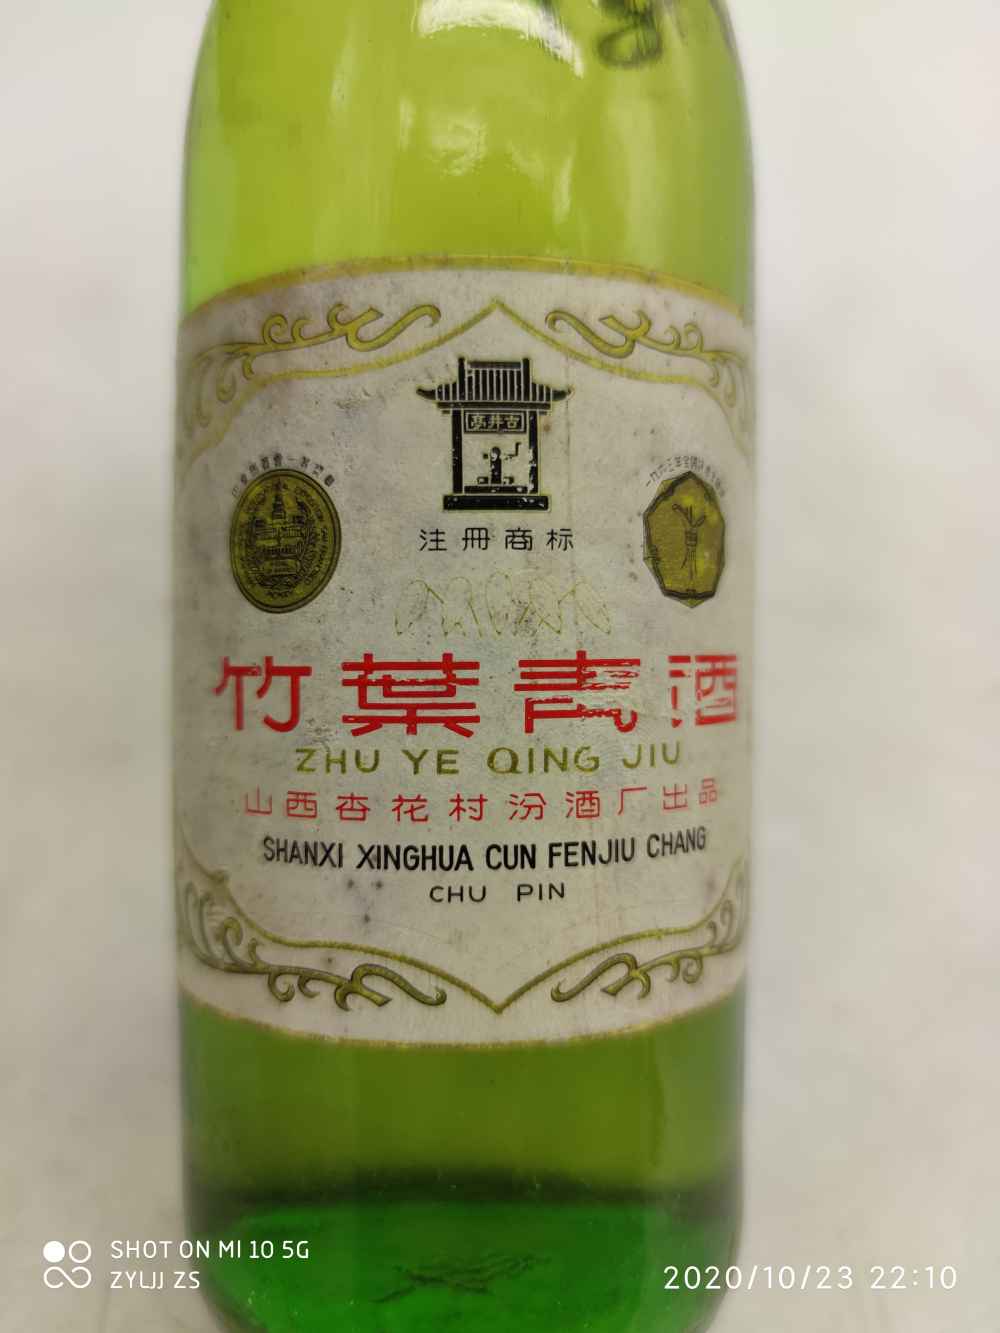 古井亭
注冊商标
竹葉青酒
ZHU YE QING JIU
山西杏花村汾酒厂出品
SHANXI XINGHUA CUN FENJIU CHANG
CHU PIN
SHOT ON MI 10 5G
ZYLJJ ZS
2020/10/23 22:10